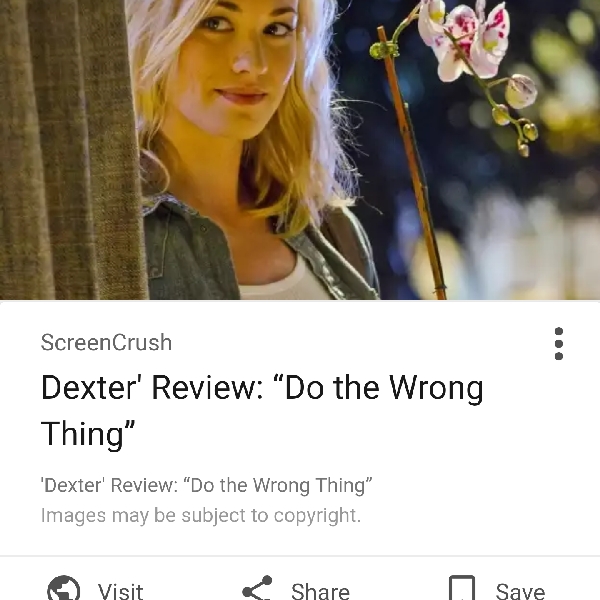 ScreenCrush
Dexter' Review: “Do the Wrong
Thing”
'Dexter' Review: “Do the Wrong Thing”
Images may be subject to copyright.
Visit Share Save